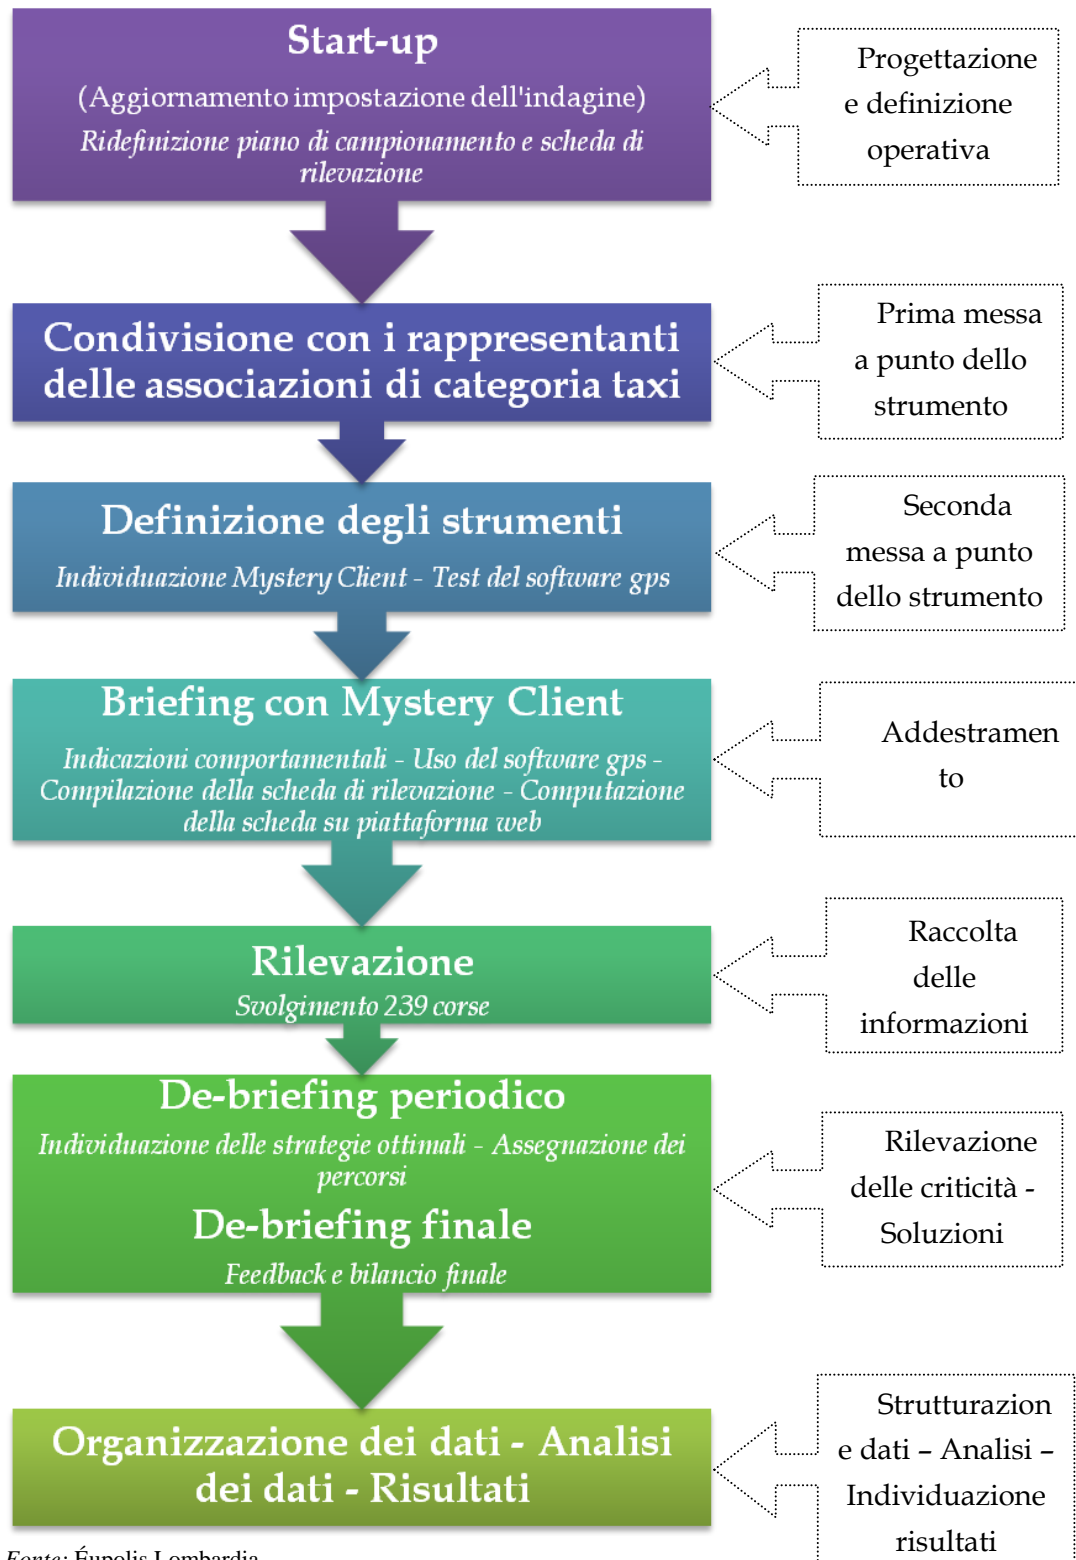 Start-up
(Aggiornamento impostazione dell'indagine)
Ridefinizione piano di campionamento e scheda di
rilevazione
Progettazione
e definizione
operativa
Condivisione con i rappresentanti
delle associazioni di categoria taxi
Prima messa
a punto dello
strumento
Definizione degli strumenti
Individuazione Mystery Client - Test del software gps
Seconda
messa a punto
dello strumento
Briefing con Mystery Client
Indicazioni comportamentali - Uso del software gps -
Compilazione della scheda di rilevazione - Computazione
della scheda su piattaforma web
Addestramen
to
Rilevazione
Svolgimento 239 corse
Raccolta
delle
informazioni
De-briefing periodico
Individuazione delle strategie ottimali - Assegnazione dei
percorsi
De-briefing finale
Feedback e bilancio finale
Rilevazione
delle criticità -
Soluzioni
Organizzazione dei dati - Analisi
dei dati - Risultati
Strutturazion
e dati – Analisi –
Individuazione
risultati
Fonte: Éupolis Lombardia